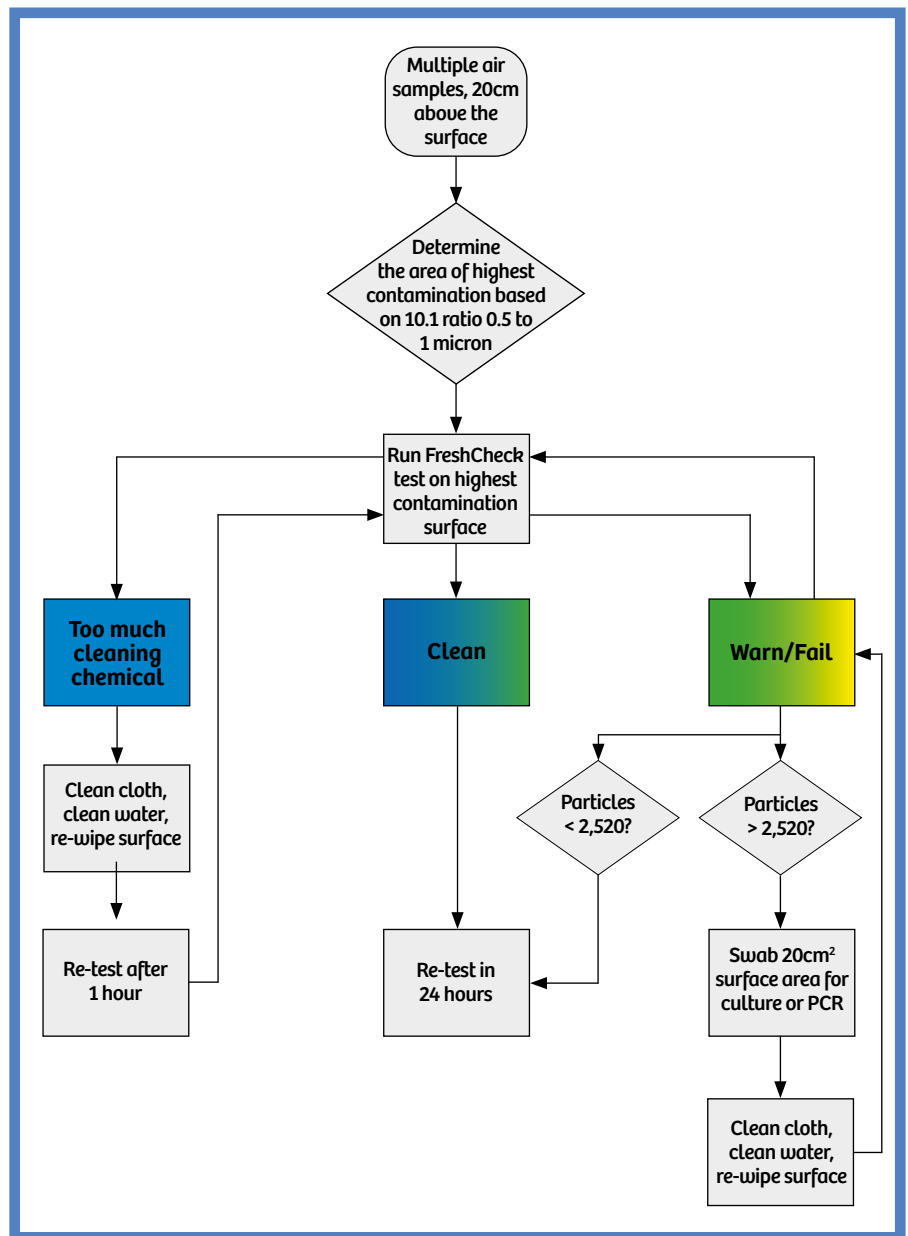 Multiple air
samples, 20cm
above the
surface
Determine
the area of highest
contamination based
on 10.1 ratio 0.5 to
1 micron
Run FreshCheck
test on highest
contamination
surface
Too much
cleaning
chemical
Clean
Warn/Fail
Clean cloth,
clean water,
re-wipe surface
Particles
< 2,520?
Particles
> 2,520?
Re-test after
1 hour
Re-test in
24 hours
Swab 20cm²
surface area for
culture or PCR
Clean cloth,
clean water,
re-wipe surface